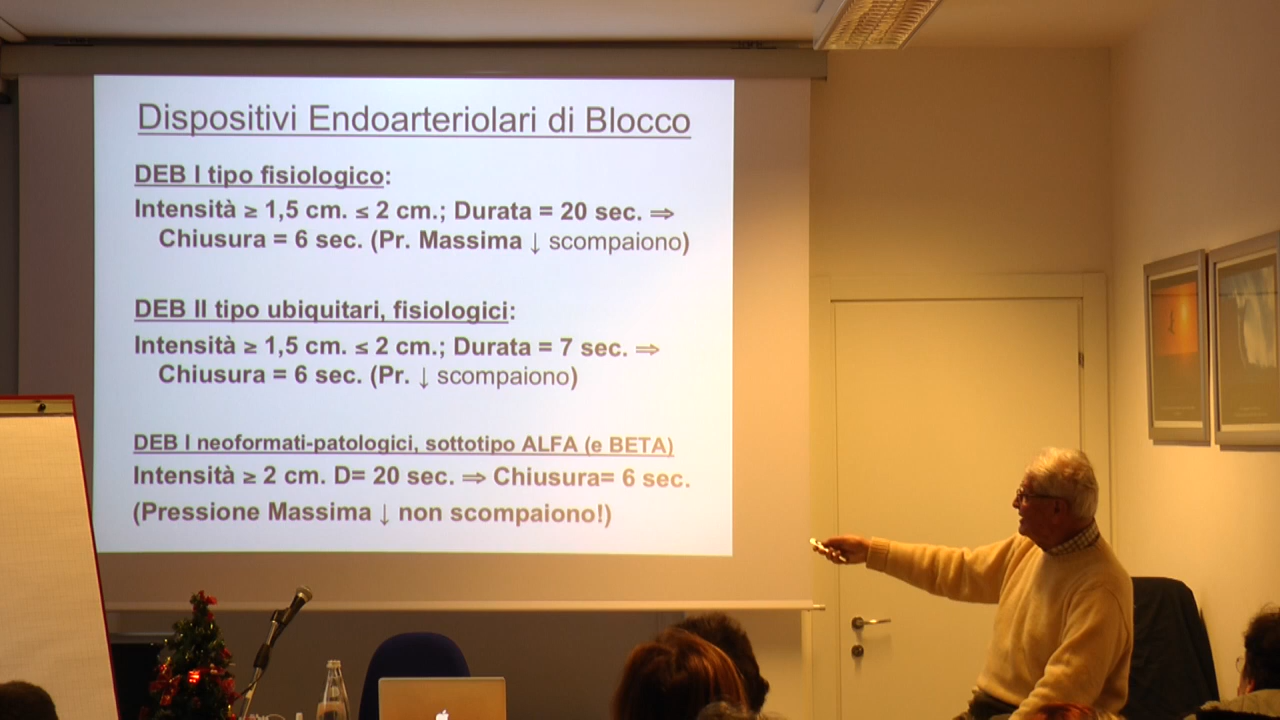 Dispositivi Endoarteriolari di Blocco
DEB I tipo fisiologico:
Intensità ≥ 1,5 cm. ≤ 2 cm.; Durata = 20 sec. ⇒
Chiusura = 6 sec. (Pr. Massima ↓ scompaiono)
DEB II tipo ubiquitari, fisiologici:
Intensità ≥ 1,5 cm. ≤ 2 cm.; Durata = 7 sec. ⇒
Chiusura = 6 sec. (Pr. ↓ scompaiono)
DEB I neoformati-patologici, sottotipo ALFA (e BETA)
Intensità ≥ 2 cm. D= 20 sec. ⇒ Chiusura= 6 sec.
(Pressione Massima ↓ non scompaiono!)